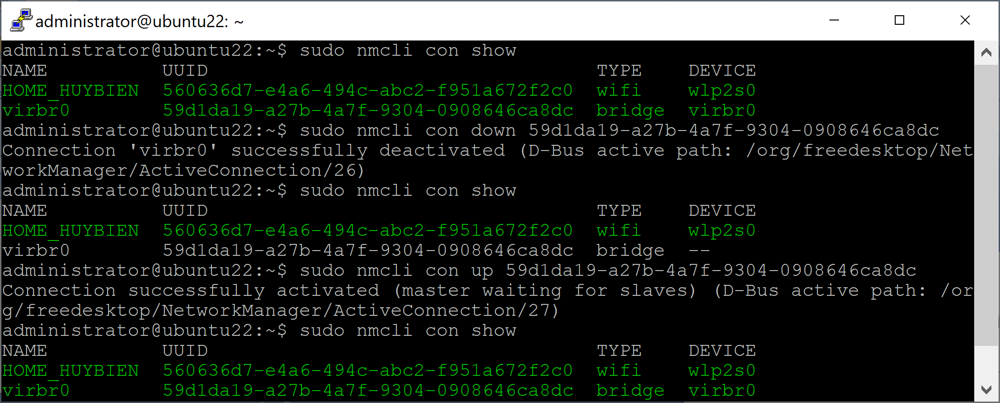 administrator@ubuntu22: ~
administrator@ubuntu22:~$ sudo nmcli con show
NAME          UUID                                  TYPE    DEVICE
HOME_HUYBIEN  560636d7-e4a6-494c-abc2-f951a672f2c0  wifi    wlp2s0
virbr0        59d1da19-a27b-4a7f-9304-0908646ca8dc  bridge  virbr0
administrator@ubuntu22:~$ sudo nmcli con down 59d1da19-a27b-4a7f-9304-0908646ca8dc
Connection 'virbr0' successfully deactivated (D-Bus active path: /org/freedesktop/Net
workManager/ActiveConnection/26)
administrator@ubuntu22:~$ sudo nmcli con show
NAME          UUID                                  TYPE    DEVICE
HOME_HUYBIEN  560636d7-e4a6-494c-abc2-f951a672f2c0  wifi    wlp2s0
virbr0        59d1da19-a27b-4a7f-9304-0908646ca8dc  bridge  --
administrator@ubuntu22:~$ sudo nmcli con up 59d1da19-a27b-4a7f-9304-0908646ca8dc
Connection successfully activated (master waiting for slaves) (D-Bus active path: /or
g/freedesktop/NetworkManager/ActiveConnection/27)
administrator@ubuntu22:~$ sudo nmcli con show
NAME          UUID                                  TYPE    DEVICE
HOME_HUYBIEN  560636d7-e4a6-494c-abc2-f951a672f2c0  wifi    wlp2s0
virbr0        59d1da19-a27b-4a7f-9304-0908646ca8dc  bridge  virbr0